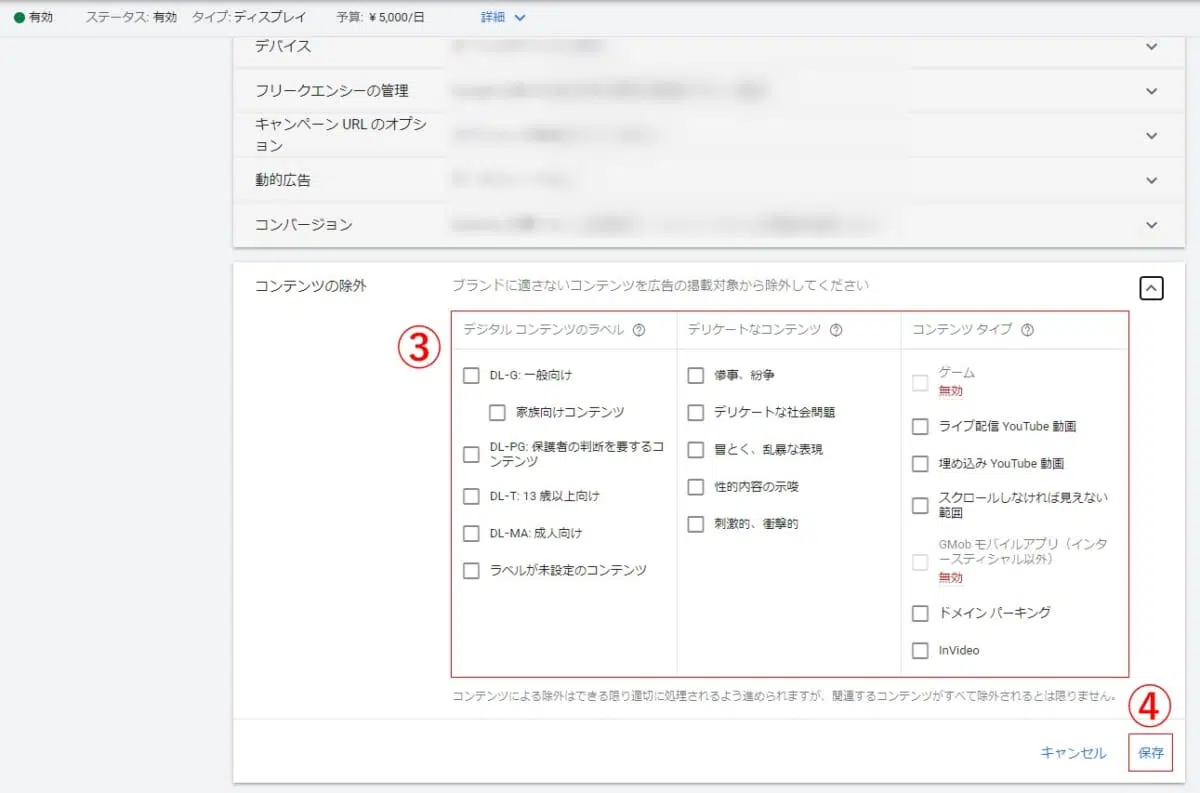 有効 ステータス: 有効 タイプ: ディスプレイ 予算: ¥5,000/日 詳細
デバイス
フリークエンシーの管理
キャンペーン URL のオプシ
ョン
動的広告
コンバージョン
コンテンツの除外 ブランドに適さないコンテンツを広告の掲載対象から除外してください
③
デジタル コンテンツのラベル
DL-G: 一般向け
家族向けコンテンツ
DL-PG: 保護者の判断を要するコ
ンテンツ
DL-T: 13 歳以上向け
DL-MA: 成人向け
ラベルが未設定のコンテンツ
デリケートなコンテンツ
惨事、紛争
デリケートな社会問題
冒とく、乱暴な表現
性的内容の示唆
刺激的、衝撃的
コンテンツ タイプ
ゲーム
無効
ライブ配信 YouTube 動画
埋め込み YouTube 動画
スクロールしなければ見えない
範囲
GMob モバイルアプリ（インタ
ースティシャル以外）
無効
ドメイン パーキング
InVideo
コンテンツによる除外はできる限り適切に処理されるよう進められますが、関連するコンテンツがすべて除外されるとは限りません。
④
キャンセル 保存